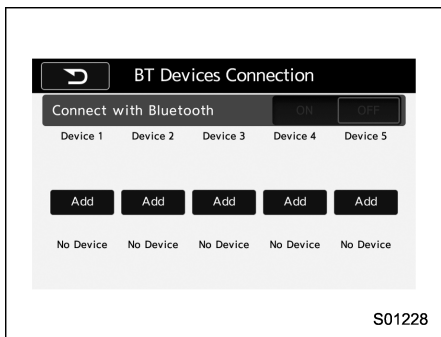 BT Devices Connection
Connect with Bluetooth ON OFF
Device 1 Device 2 Device 3 Device 4 Device 5
Add Add Add Add Add
No Device No Device No Device No Device No Device
S01228